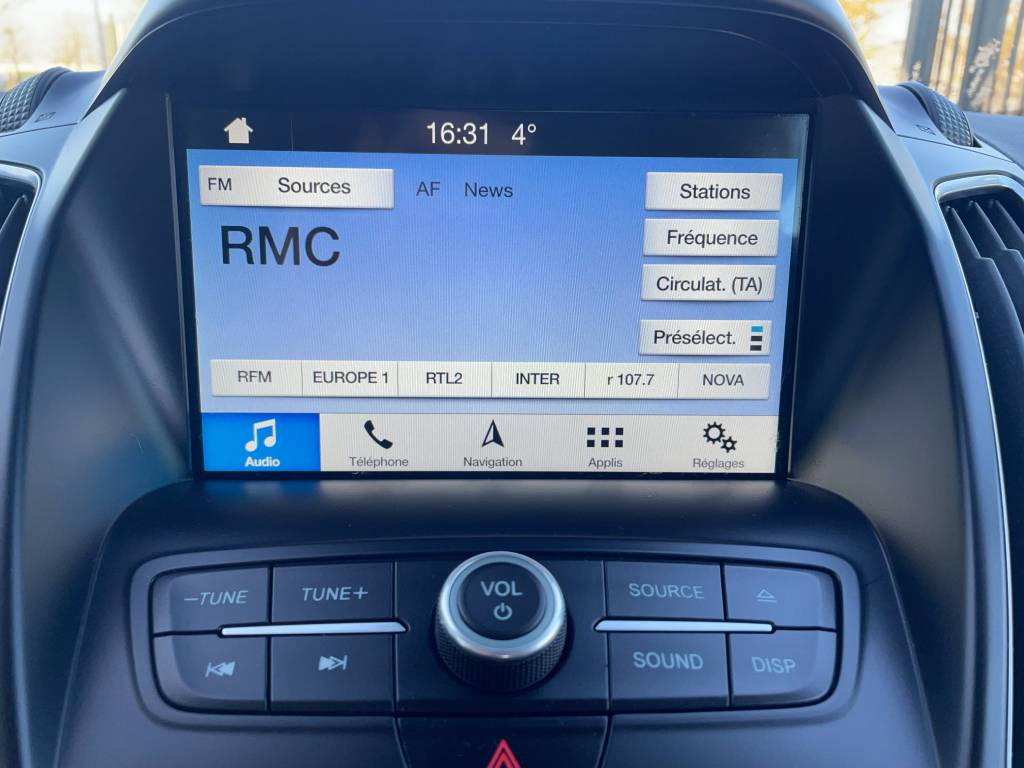 16:31 4°
FM Sources AF News Stations
RMC
Fréquence
Circulat. (TA)
Présélect.
RFM EUROPE 1 RTL2 INTER r 107.7 NOVA
Audio Téléphone Navigation Applis Réglages
−TUNE TUNE+ VOL SOURCE
SOUND DISP